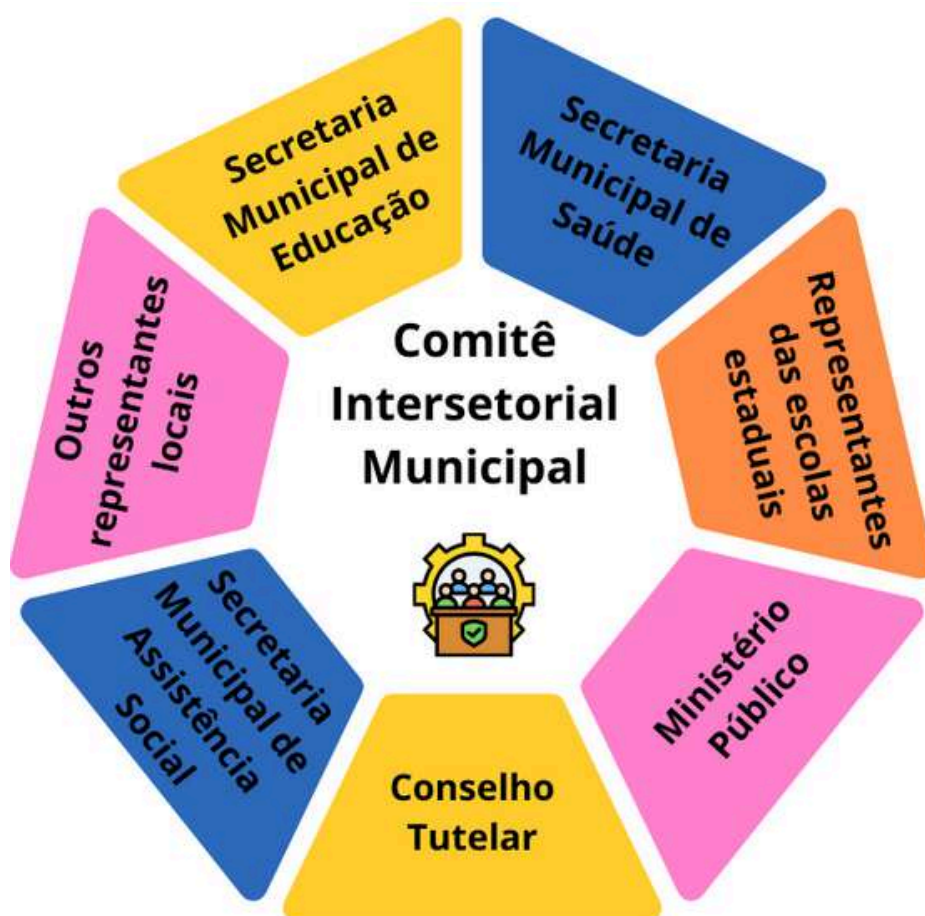 Secretaria
Municipal de
Educação
Secretaria
Municipal de
Saúde
Representantes
das escolas
estaduais
Ministério
Público
Conselho
Tutelar
Secretaria
Municipal de
Assistência
Social
Outros
representantes
locais
Comitê
Intersetorial
Municipal